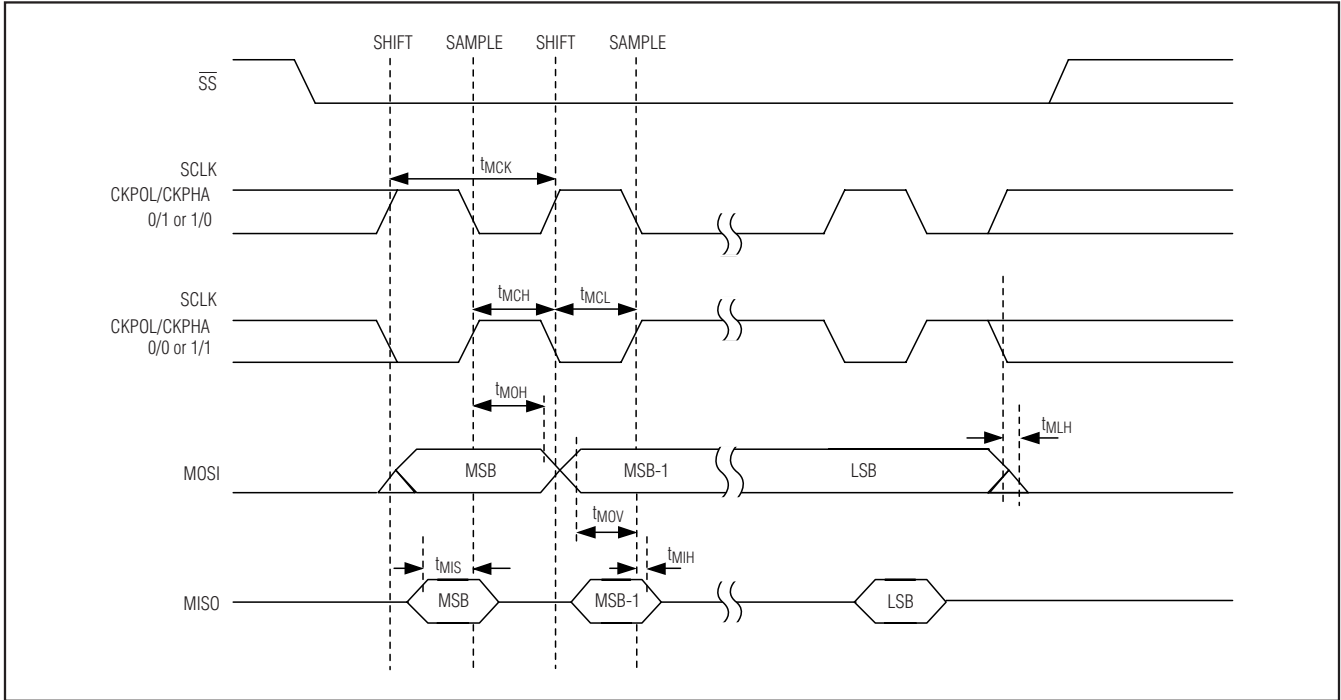 SHIFT SAMPLE SHIFT SAMPLE
SS
SCLK
CKPOL/CKPHA
0/1 or 1/0
tMCK
SCLK
CKPOL/CKPHA
0/0 or 1/1
tMCH tMCL
tMOH
tMLH
MOSI MSB MSB-1 LSB
tMOV
tMIS tMIH
MISO MSB MSB-1 LSB